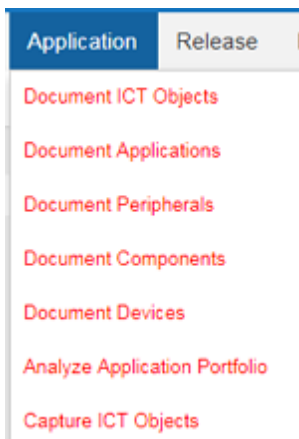 Application Release
Document ICT Objects
Document Applications
Document Peripherals
Document Components
Document Devices
Analyze Application Portfolio
Capture ICT Objects